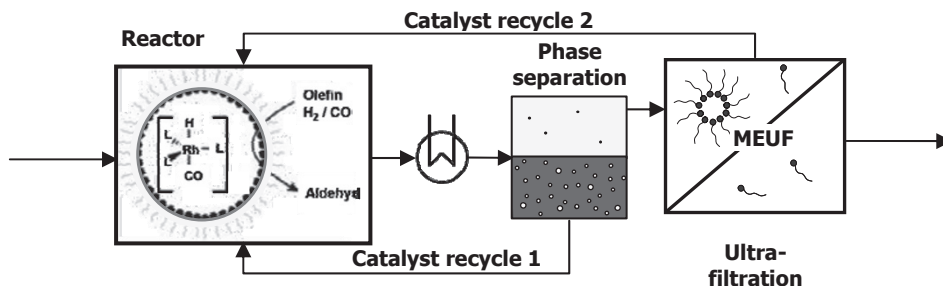 Catalyst recycle 2
Reactor
Phase
separation
Olefin
H₂ / CO
H
L
Rh
L
L
CO
Aldehyd
MEUF
Catalyst recycle 1
Ultra-
filtration